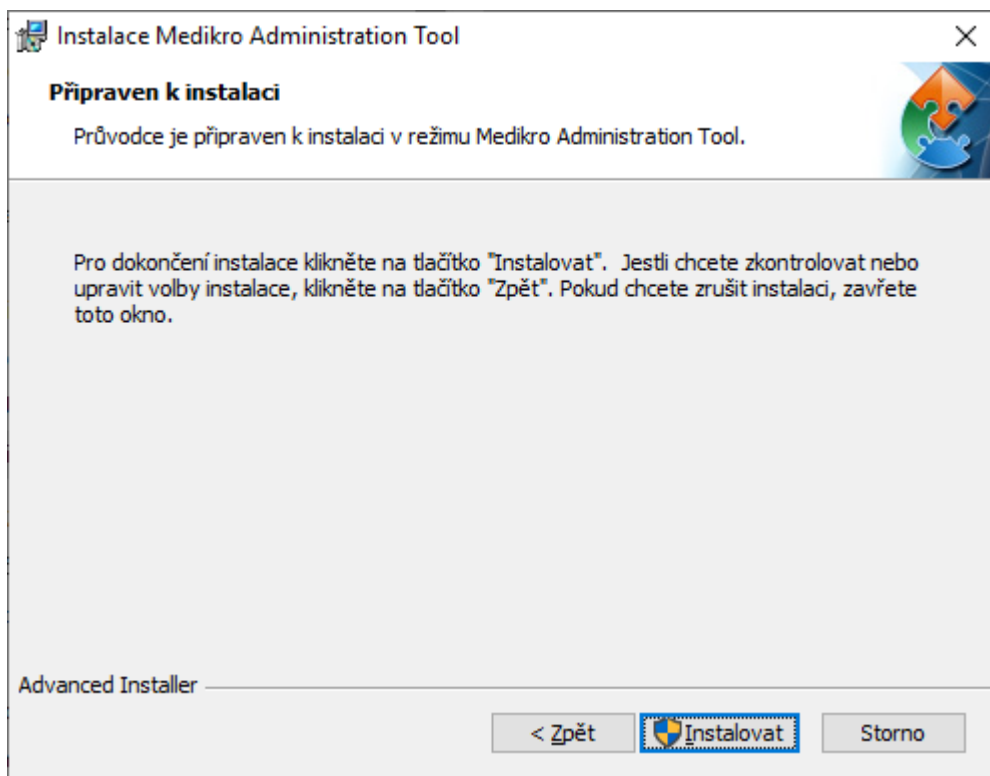 Instalace Medikro Administration Tool
Připraven k instalaci
Průvodce je připraven k instalaci v režimu Medikro Administration Tool.
Pro dokončení instalace klikněte na tlačítko "Instalovat".  Jestli chcete zkontrolovat nebo
upravit volby instalace, klikněte na tlačítko "Zpět". Pokud chcete zrušit instalaci, zavřete
toto okno.
Advanced Installer
< Zpět
Instalovat
Storno